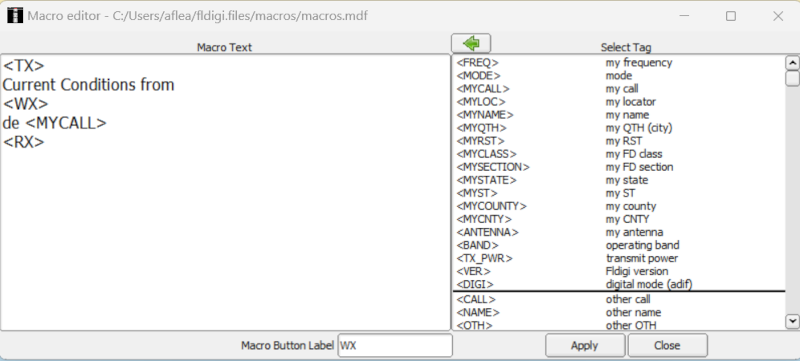 Macro editor - C:/Users/aflea/fldigi.files/macros/macros.mdf
Macro Text
Select Tag
<TX>
Current Conditions from
<WX>
de <MYCALL>
<RX>
<FREQ> my frequency
<MODE> mode
<MYCALL> my call
<MYLOC> my locator
<MYNAME> my name
<MYQTH> my QTH (city)
<MYRST> my RST
<MYCLASS> my FD class
<MYSECTION> my FD section
<MYSTATE> my state
<MYST> my ST
<MYCOUNTY> my county
<MYCNTY> my CNTY
<ANTENNA> my antenna
<BAND> operating band
<TX_PWR> transmit power
<VER> Fldigi version
<DIGI> digital mode (adif)
<CALL> other call
<NAME> other name
<QTH> other QTH
Macro Button Label WX
Apply
Close